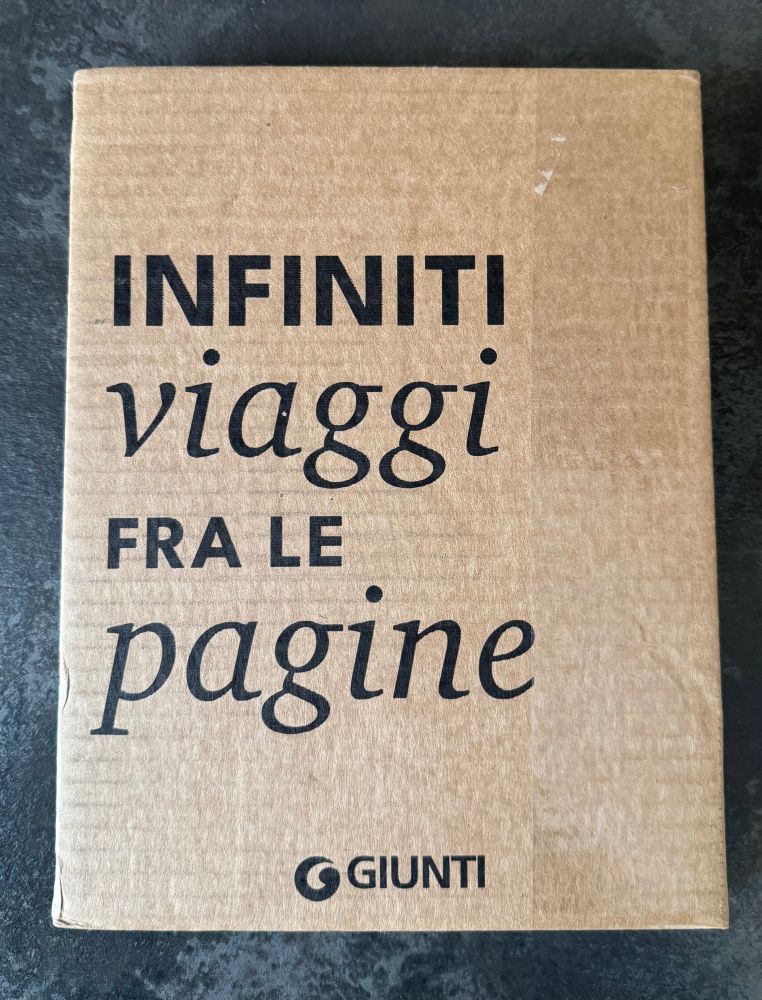 INFINITI
viaggi
FRA LE
pagine
GIUNTI